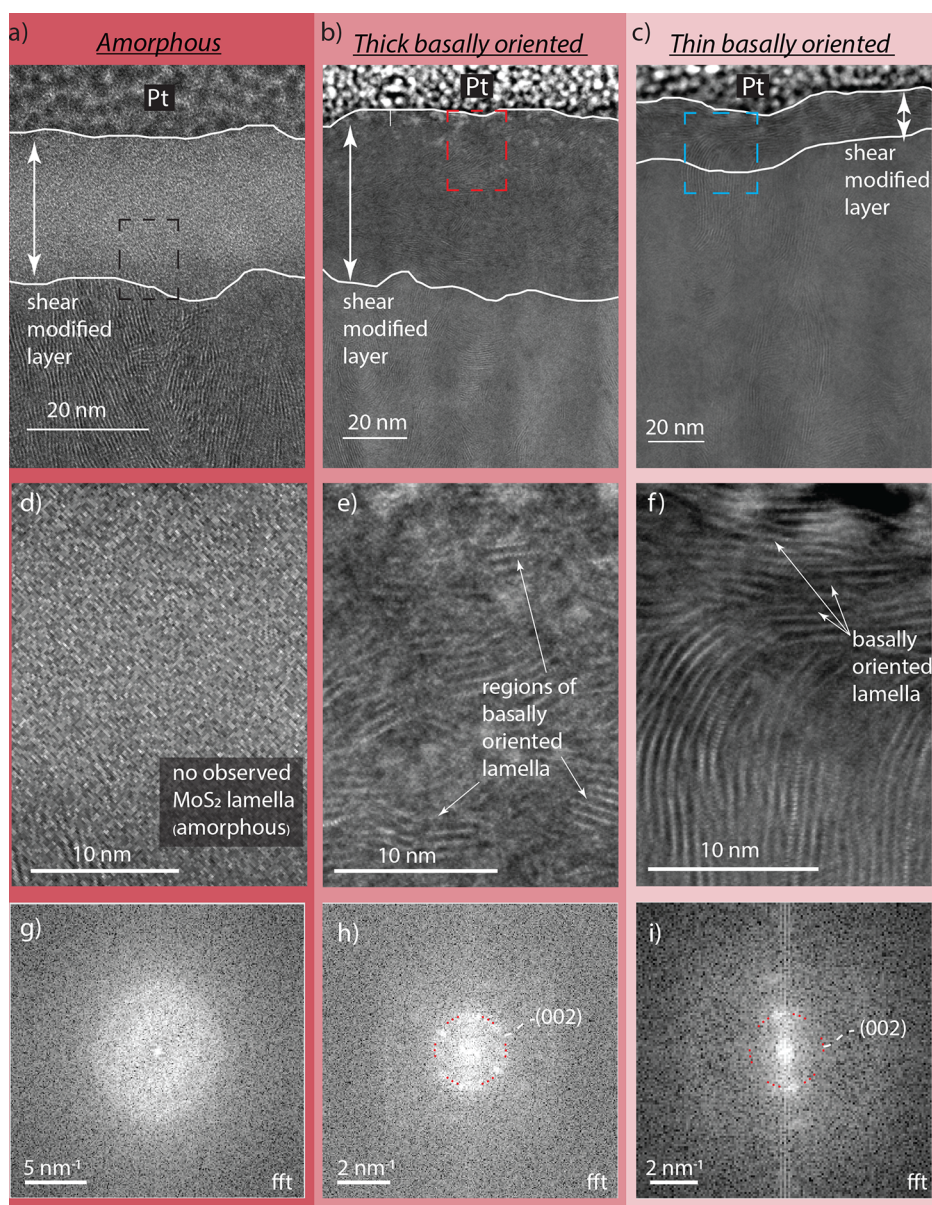 a)
Amorphous
b)
Thick basally oriented
c)
Thin basally oriented
Pt
shear
modified
layer
20 nm
Pt
shear
modified
layer
20 nm
Pt
shear
modified
layer
20 nm
d)
no observed
MoS₂ lamella
(amorphous)
10 nm
e)
regions of
basally
oriented
lamella
10 nm
f)
basally
oriented
lamella
10 nm
g)
5 nm⁻¹
fft
h)
(002)
2 nm⁻¹
fft
i)
(002)
2 nm⁻¹
fft